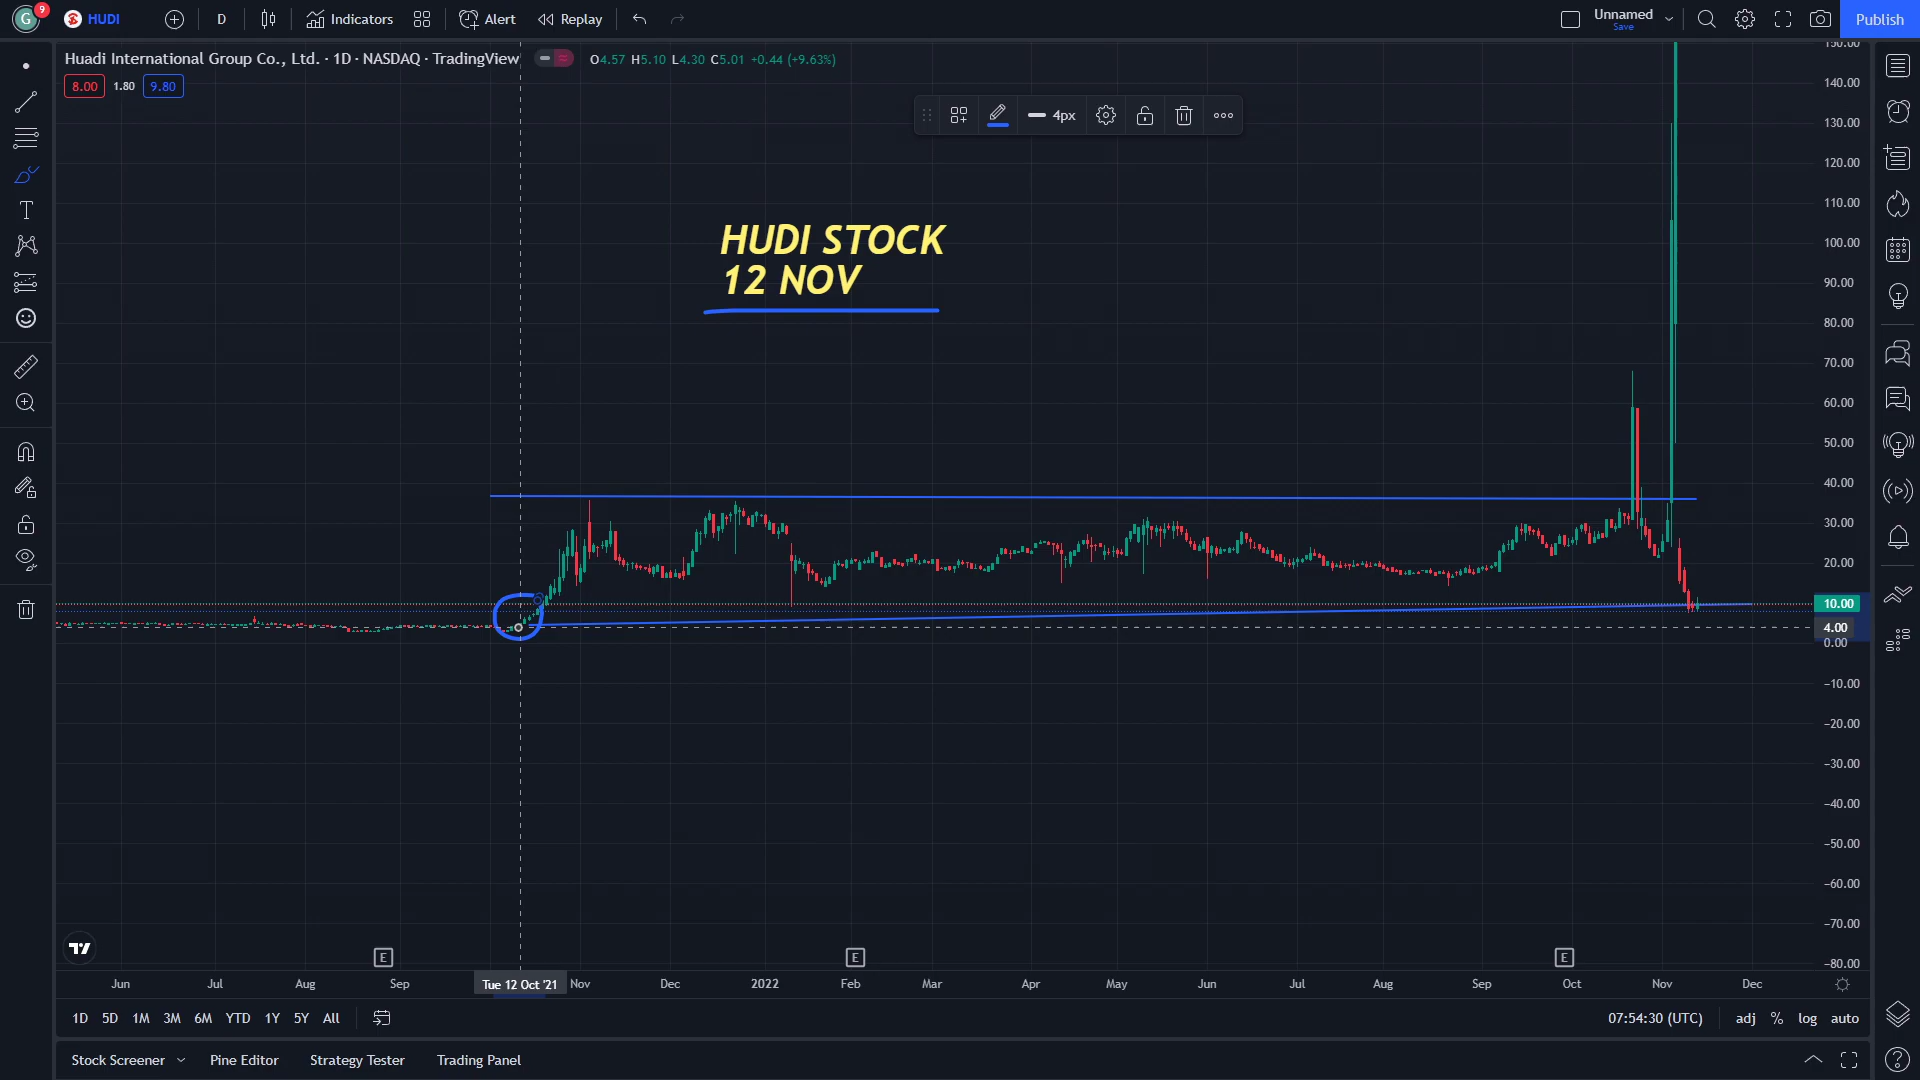 G 9 HUDI D Indicators Alert Replay Unnamed Save Publish
Huadi International Group Co., Ltd. · 1D · NASDAQ · TradingView O4.57 H5.10 L4.30 C5.01 +0.44 (+9.63%)
8.00 1.80 9.80
4px
HUDI STOCK
12 NOV
150.00
140.00
130.00
120.00
110.00
100.00
90.00
80.00
70.00
60.00
50.00
40.00
30.00
20.00
10.00
4.00
0.00
−10.00
−20.00
−30.00
−40.00
−50.00
−60.00
−70.00
−80.00
E E E
Jun Jul Aug Sep Tue 12 Oct '21 Nov Dec 2022 Feb Mar Apr May Jun Jul Aug Sep Oct Nov Dec
1D 5D 1M 3M 6M YTD 1Y 5Y All 07:54:30 (UTC) adj % log auto
Stock Screener Pine Editor Strategy Tester Trading Panel